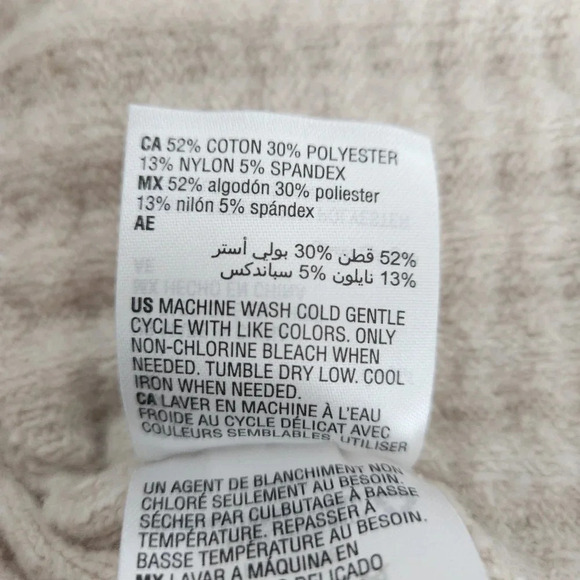 CA 52% COTON 30% POLYESTER
13% NYLON 5% SPANDEX
MX 52% algodón 30% poliester
13% nilón 5% spándex
AE
52% قطن 30% بولي أستر
13% نايلون 5% سباندكس
US MACHINE WASH COLD GENTLE
CYCLE WITH LIKE COLORS. ONLY
NON-CHLORINE BLEACH WHEN
NEEDED. TUMBLE DRY LOW. COOL
IRON WHEN NEEDED.
CA LAVER EN MACHINE À L'EAU
FROIDE AU CYCLE DÉLICAT AVEC
COULEURS SEMBLABLES. UTILISER
UN AGENT DE BLANCHIMENT NON
CHLORÉ SEULEMENT AU BESOIN.
SÉCHER PAR CULBUTAGE À BASSE
TEMPÉRATURE. REPASSER À
BASSE TEMPÉRATURE AU BESOIN.
MX LAVAR A MÁQUINA EN
DELICADO